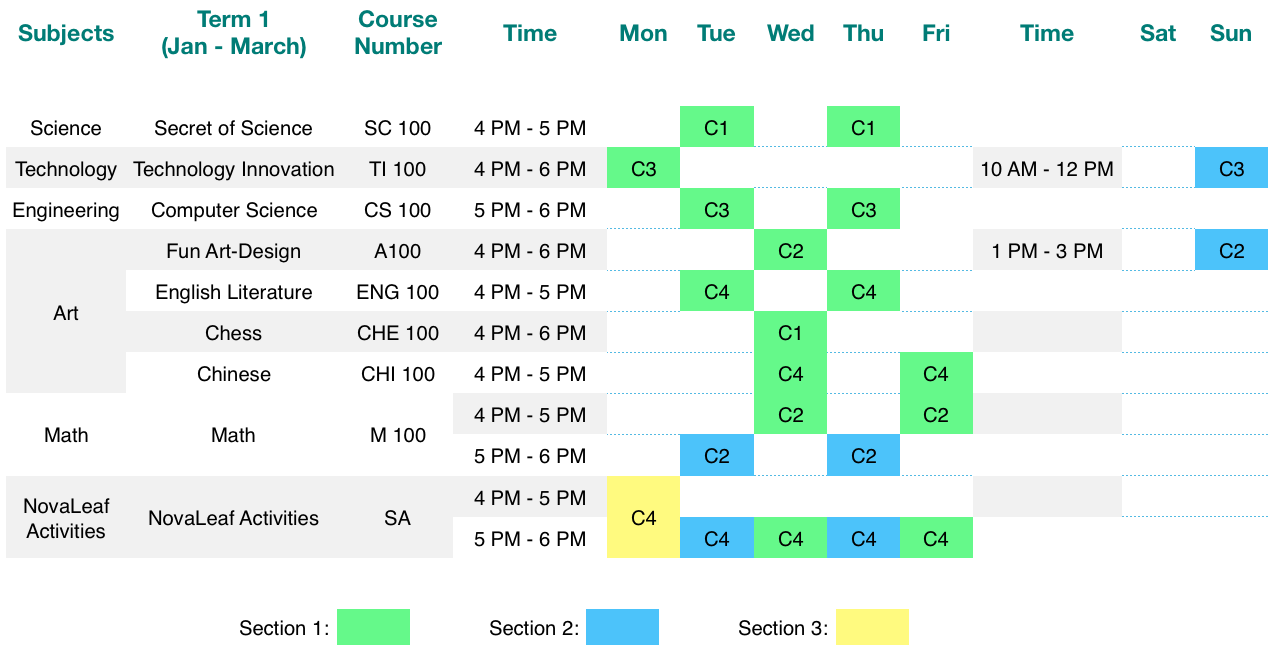 Subjects Term 1 (Jan - March) Course Number Time Mon Tue Wed Thu Fri Time Sat Sun
Science Secret of Science SC 100 4 PM - 5 PM C1 C1
Technology Technology Innovation TI 100 4 PM - 6 PM C3 10 AM - 12 PM C3
Engineering Computer Science CS 100 5 PM - 6 PM C3 C3
Art Fun Art-Design A100 4 PM - 6 PM C2 1 PM - 3 PM C2
English Literature ENG 100 4 PM - 5 PM C4 C4
Chess CHE 100 4 PM - 6 PM C1
Chinese CHI 100 4 PM - 5 PM C4 C4
Math Math M 100 4 PM - 5 PM C2 C2
5 PM - 6 PM C2 C2
NovaLeaf Activities NovaLeaf Activities SA 4 PM - 5 PM C4
5 PM - 6 PM C4 C4 C4 C4
Section 1: Section 2: Section 3: